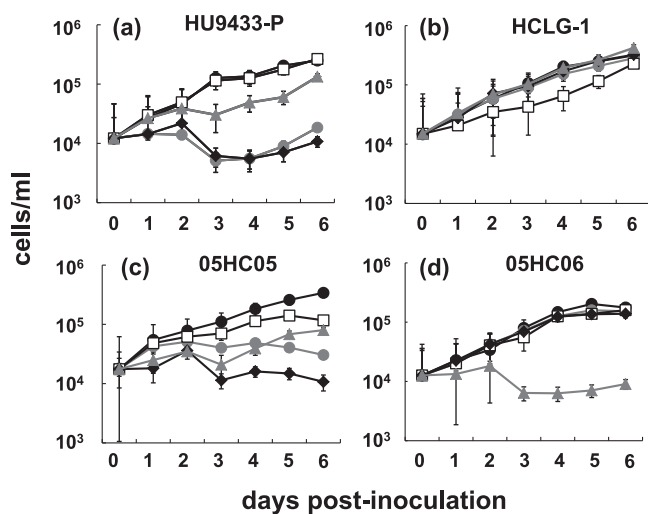 (a) HU9433-P
(b) HCLG-1
10⁶ 10⁶
10⁵ 10⁵
10⁴ 10⁴
10³ 10³
0 1 2 3 4 5 6
0 1 2 3 4 5 6
cells/ml
(c) 05HC05
(d) 05HC06
10⁶ 10⁶
10⁵ 10⁵
10⁴ 10⁴
10³ 10³
0 1 2 3 4 5 6
0 1 2 3 4 5 6
days post-inoculation